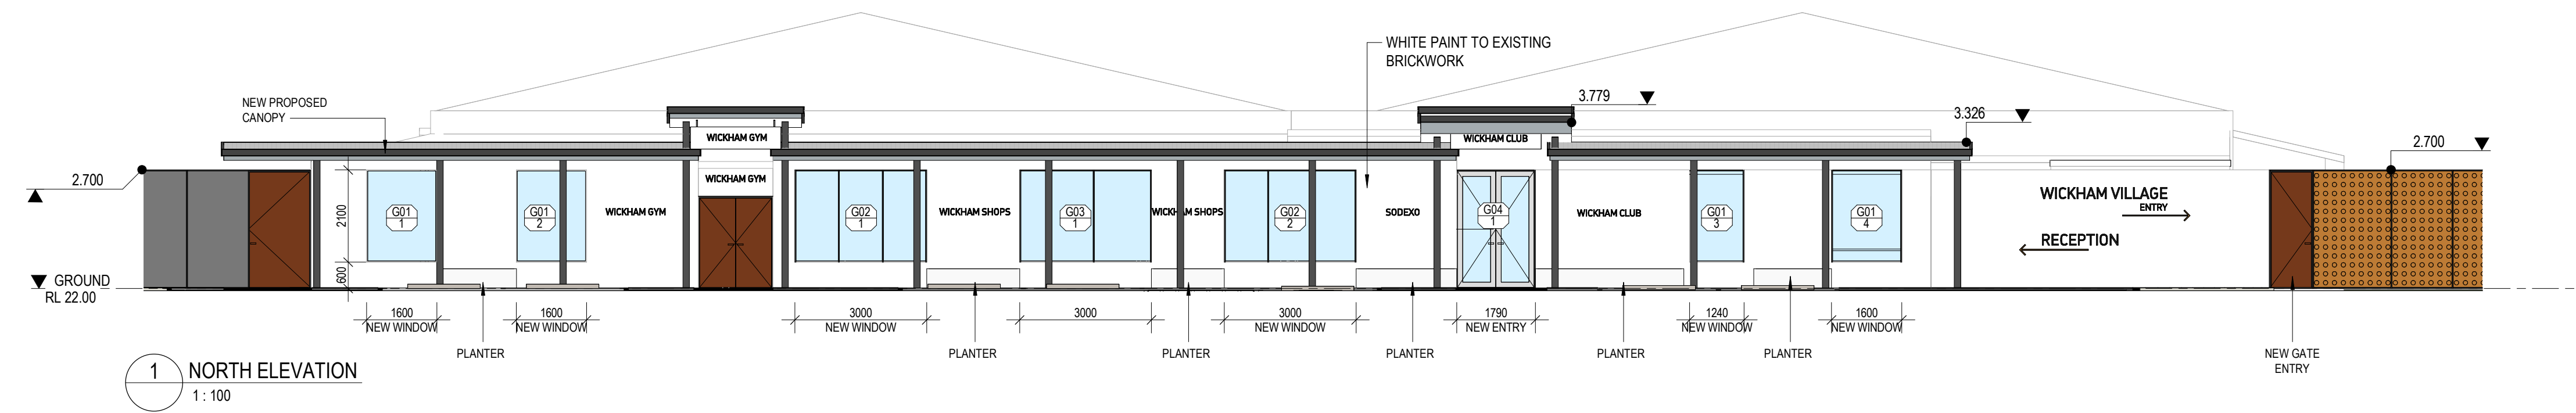 WHITE PAINT TO EXISTING
BRICKWORK
NEW PROPOSED
CANOPY
3.779
3.326
2.700
2.700
WICKHAM GYM
WICKHAM CLUB
WICKHAM GYM
GROUND
RL 22.00
2100
600
G01
1
G01
2
WICKHAM GYM
G02
1
WICKHAM SHOPS
G03
1
WICKHAM SHOPS
G02
2
SODEXO
G04
1
WICKHAM CLUB
G01
3
G01
4
WICKHAM VILLAGE
ENTRY
RECEPTION
1600
NEW WINDOW
1600
NEW WINDOW
3000
NEW WINDOW
3000
3000
NEW WINDOW
1790
NEW ENTRY
1240
NEW WINDOW
1600
NEW WINDOW
PLANTER
PLANTER
PLANTER
PLANTER
PLANTER
PLANTER
NEW GATE
ENTRY
1
NORTH ELEVATION
1 : 100